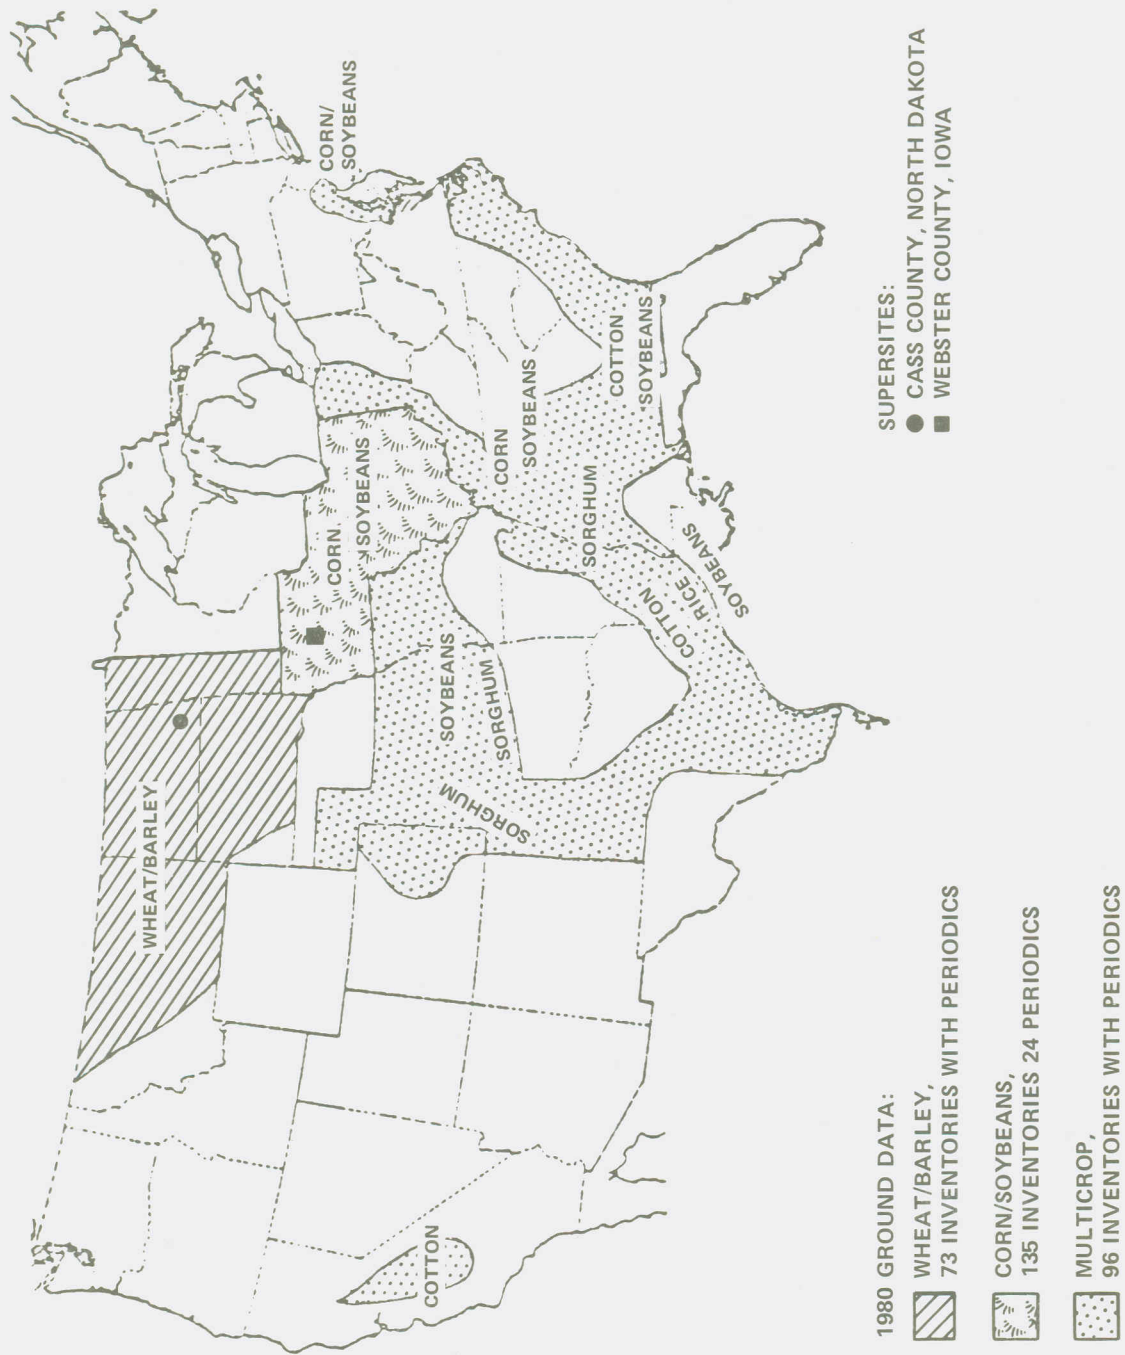 WHEAT/BARLEY
CORN
SOYBEANS
CORN/
SOYBEANS
SOYBEANS
SORGHUM
SORGHUM
CORN
SOYBEANS
COTTON
SOYBEANS
SORGHUM
COTTON
RICE
SOYBEANS
COTTON
1980 GROUND DATA:
WHEAT/BARLEY,
73 INVENTORIES WITH PERIODICS
CORN/SOYBEANS,
135 INVENTORIES 24 PERIODICS
MULTICROP,
96 INVENTORIES WITH PERIODICS
SUPERSITES:
CASS COUNTY, NORTH DAKOTA
WEBSTER COUNTY, IOWA